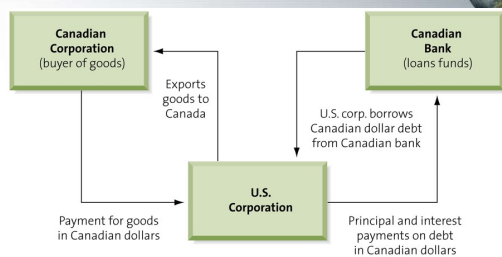 Canadian
Corporation
(buyer of goods)
Canadian
Bank
(loans funds)
Exports
goods to
Canada
U.S. corp. borrows
Canadian dollar debt
from Canadian bank
U.S.
Corporation
Payment for goods
in Canadian dollars
Principal and interest
payments on debt
in Canadian dollars